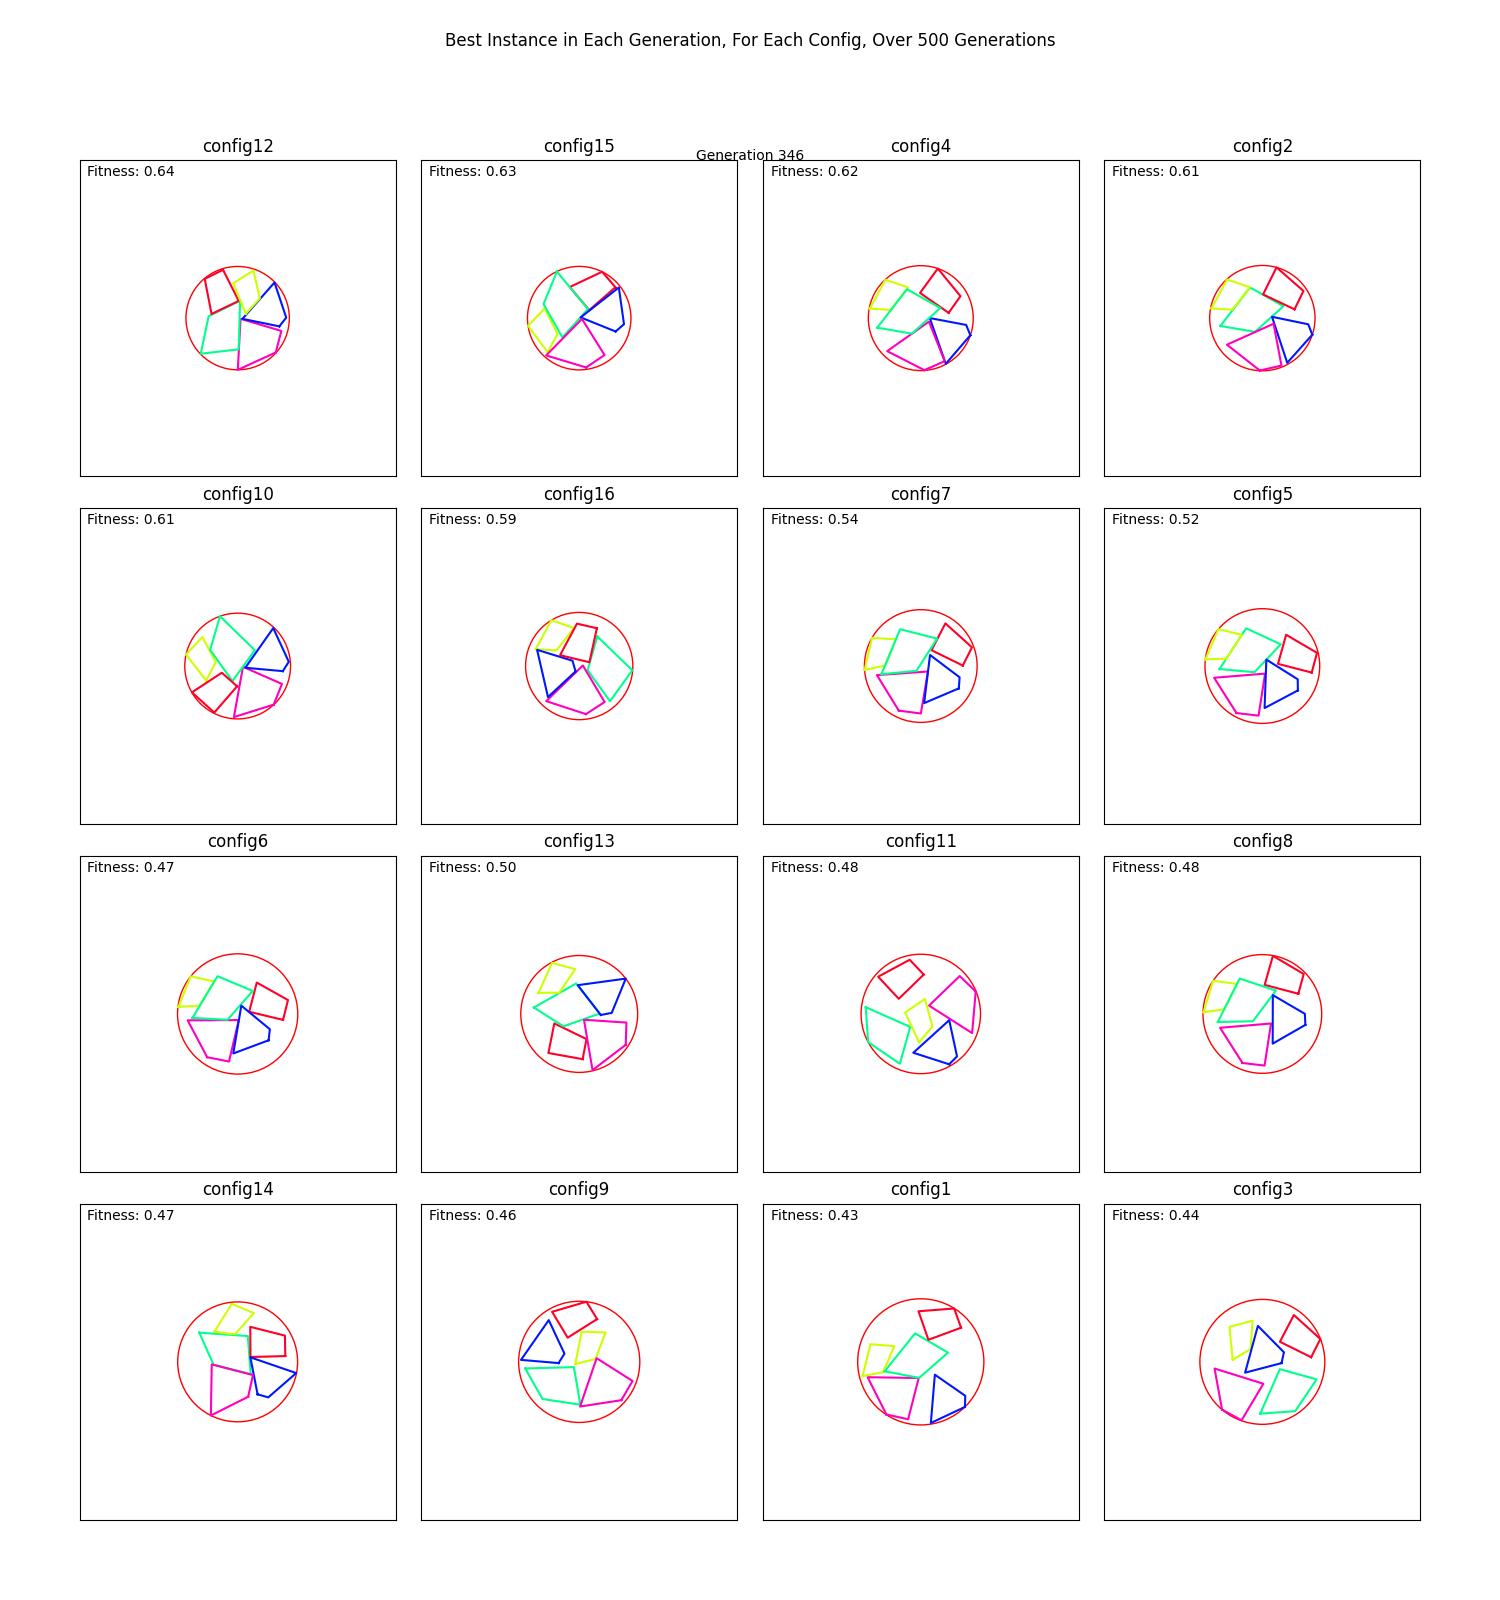 Best Instance in Each Generation, For Each Config, Over 500 Generations
Generation 346
config12
Fitness: 0.64
config15
Fitness: 0.63
config4
Fitness: 0.62
config2
Fitness: 0.61
config10
Fitness: 0.61
config16
Fitness: 0.59
config7
Fitness: 0.54
config5
Fitness: 0.52
config6
Fitness: 0.47
config13
Fitness: 0.50
config11
Fitness: 0.48
config8
Fitness: 0.48
config14
Fitness: 0.47
config9
Fitness: 0.46
config1
Fitness: 0.43
config3
Fitness: 0.44